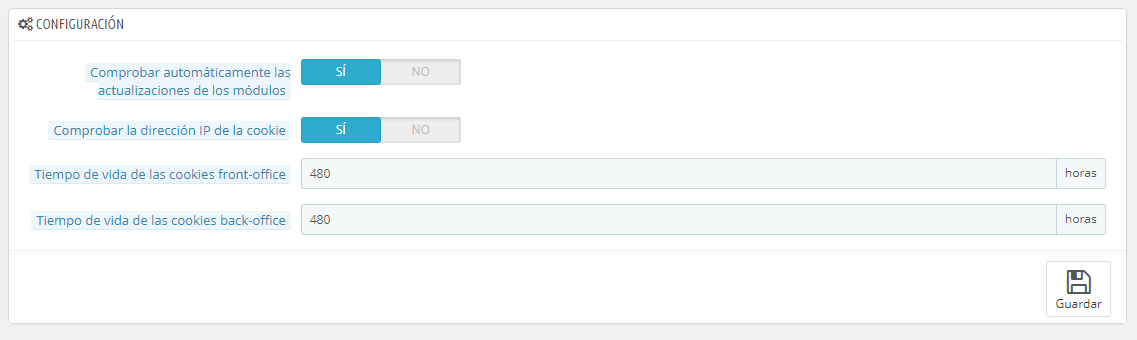 CONFIGURACIÓN
Comprobar automáticamente las
actualizaciones de los módulos
SÍ NO
Comprobar la dirección IP de la cookie
SÍ NO
Tiempo de vida de las cookies front-office 480 horas
Tiempo de vida de las cookies back-office 480 horas
Guardar